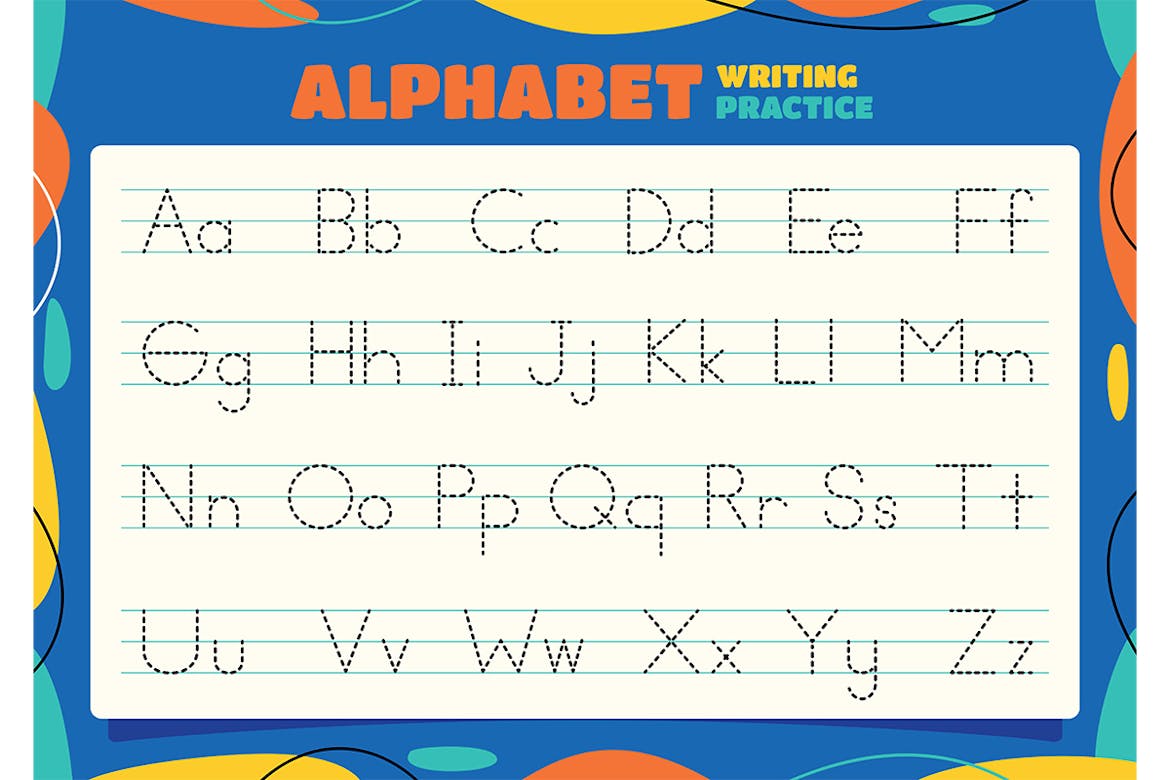 ALPHABET
WRITING
PRACTICE
Aa Bb Cc Dd Ee Ff
Gg Hh Ii Jj Kk Ll Mm
Nn Oo Pp Qq Rr Ss Tt
Uu Vv Ww Xx Yy Zz